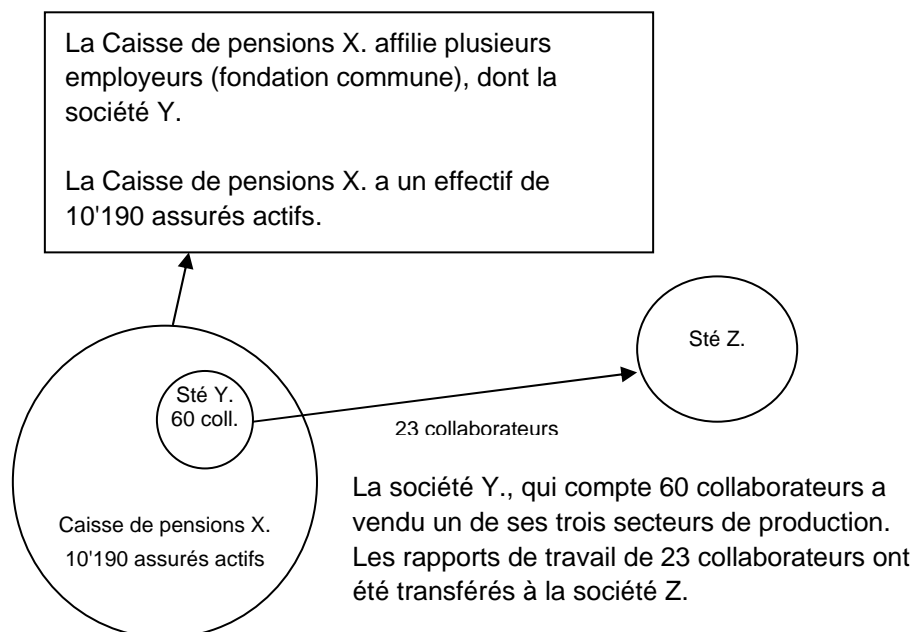 La Caisse de pensions X. affilie plusieurs
employeurs (fondation commune), dont la
société Y.
La Caisse de pensions X. a un effectif de
10'190 assurés actifs.
Sté Z.
Sté Y.
60 coll.
23 collaborateurs
La société Y., qui compte 60 collaborateurs a
vendu un de ses trois secteurs de production.
Les rapports de travail de 23 collaborateurs ont
été transférés à la société Z.
Caisse de pensions X.
10'190 assurés actifs